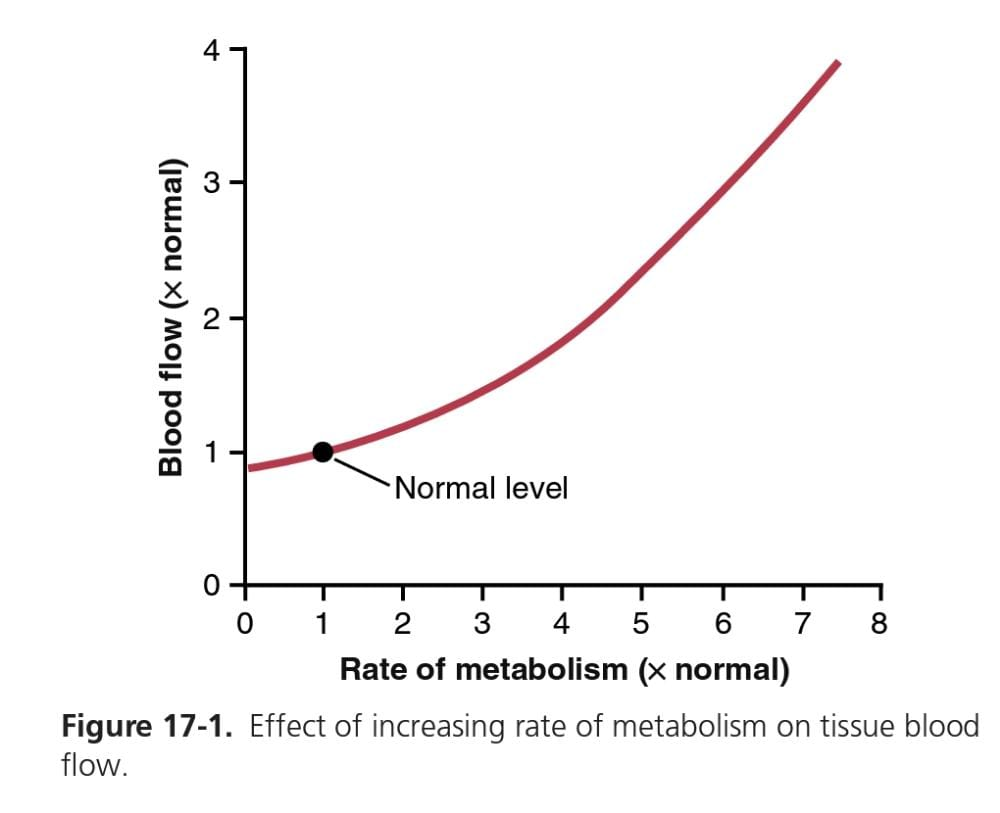 4
3
2
1
0
Blood flow (× normal)
Normal level
0 1 2 3 4 5 6 7 8
Rate of metabolism (× normal)
Figure 17-1. Effect of increasing rate of metabolism on tissue blood
flow.